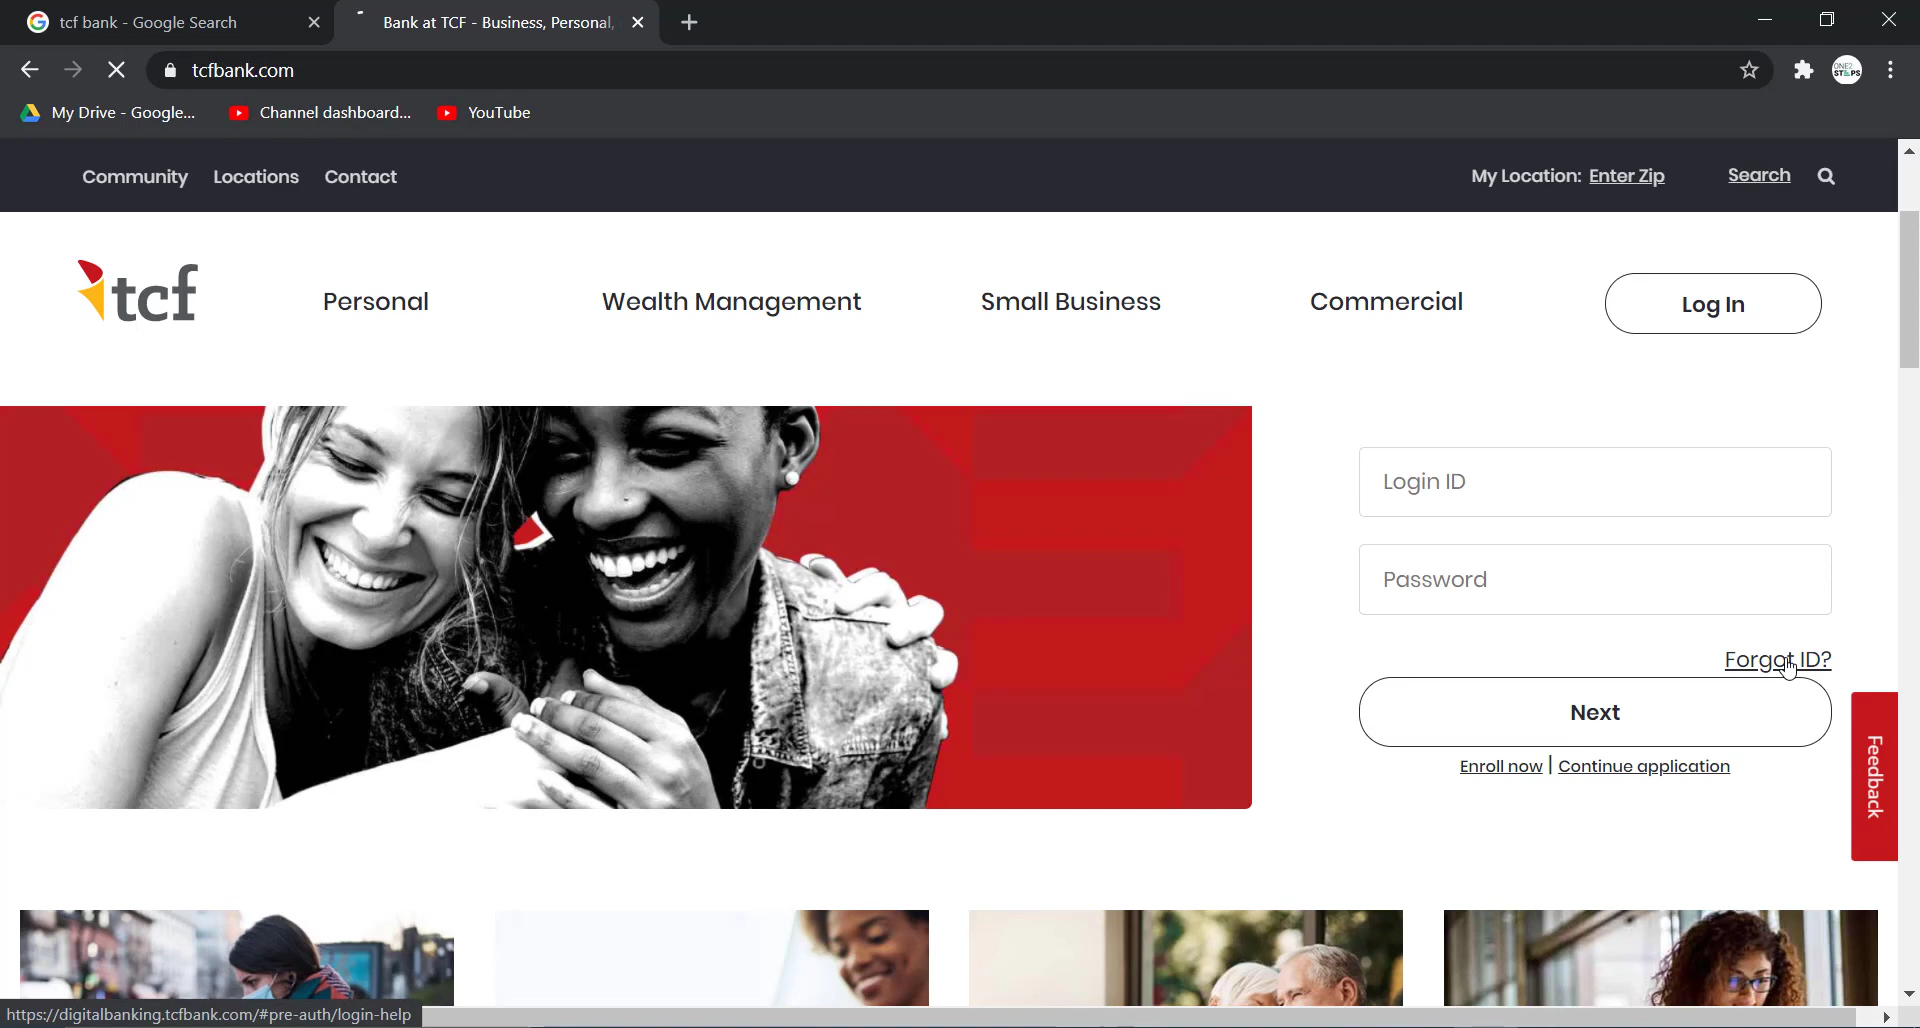 tcf bank - Google Search
Bank at TCF - Business, Personal,
tcfbank.com
ONE2
STEPS
My Drive - Google...
Channel dashboard...
YouTube
Community
Locations
Contact
My Location: Enter Zip
Search
tcf
Personal
Wealth Management
Small Business
Commercial
Log In
Login ID
Password
Forgot ID?
Next
Enroll now | Continue application
Feedback
https://digitalbanking.tcfbank.com/#pre-auth/login-help